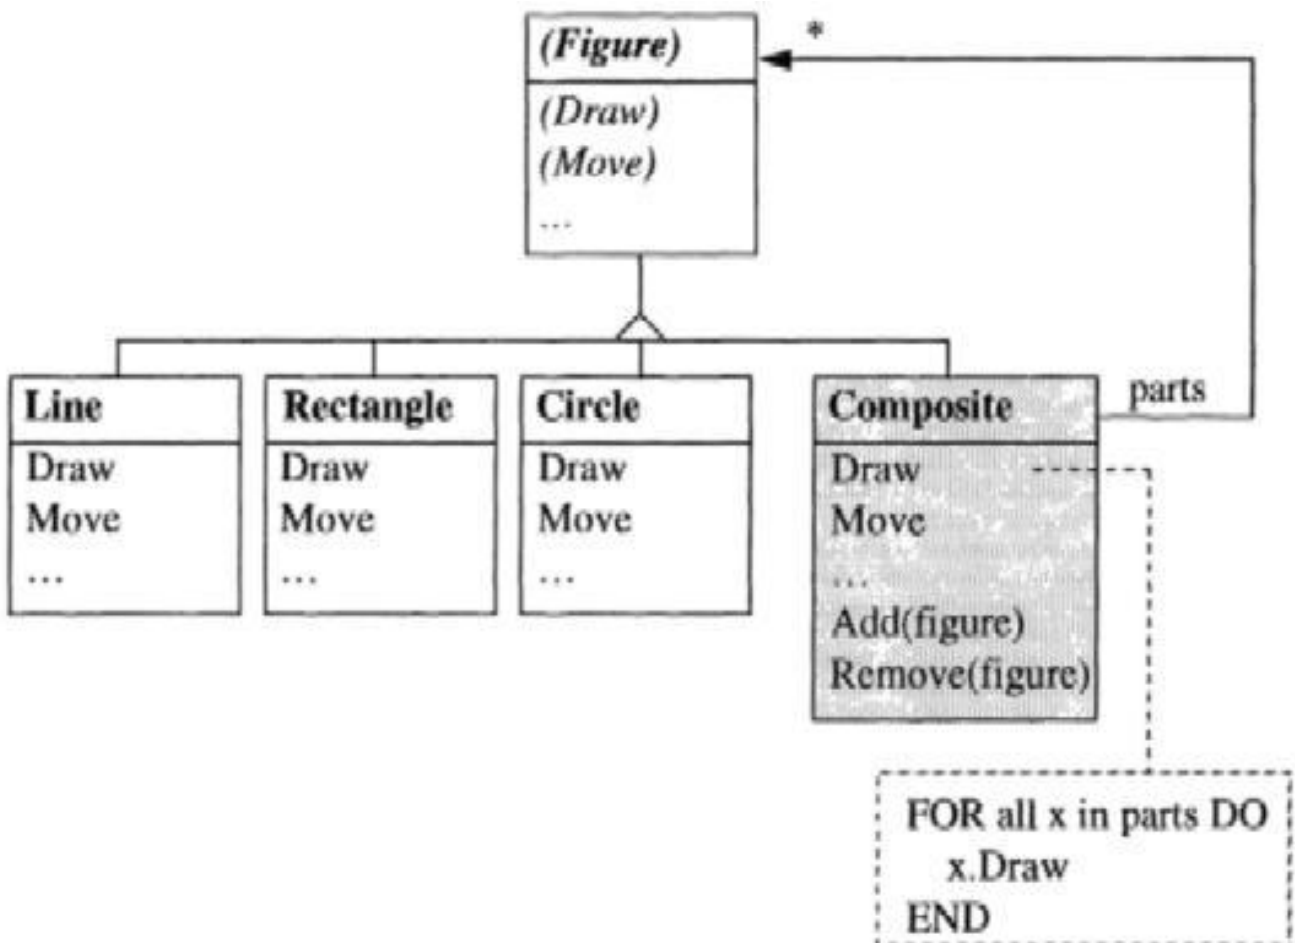 *
(Figure)
(Draw)
(Move)
...
Line
Draw
Move
...
Rectangle
Draw
Move
...
Circle
Draw
Move
...
Composite
Draw
Move
...
Add(figure)
Remove(figure)
parts
FOR all x in parts DO
x.Draw
END